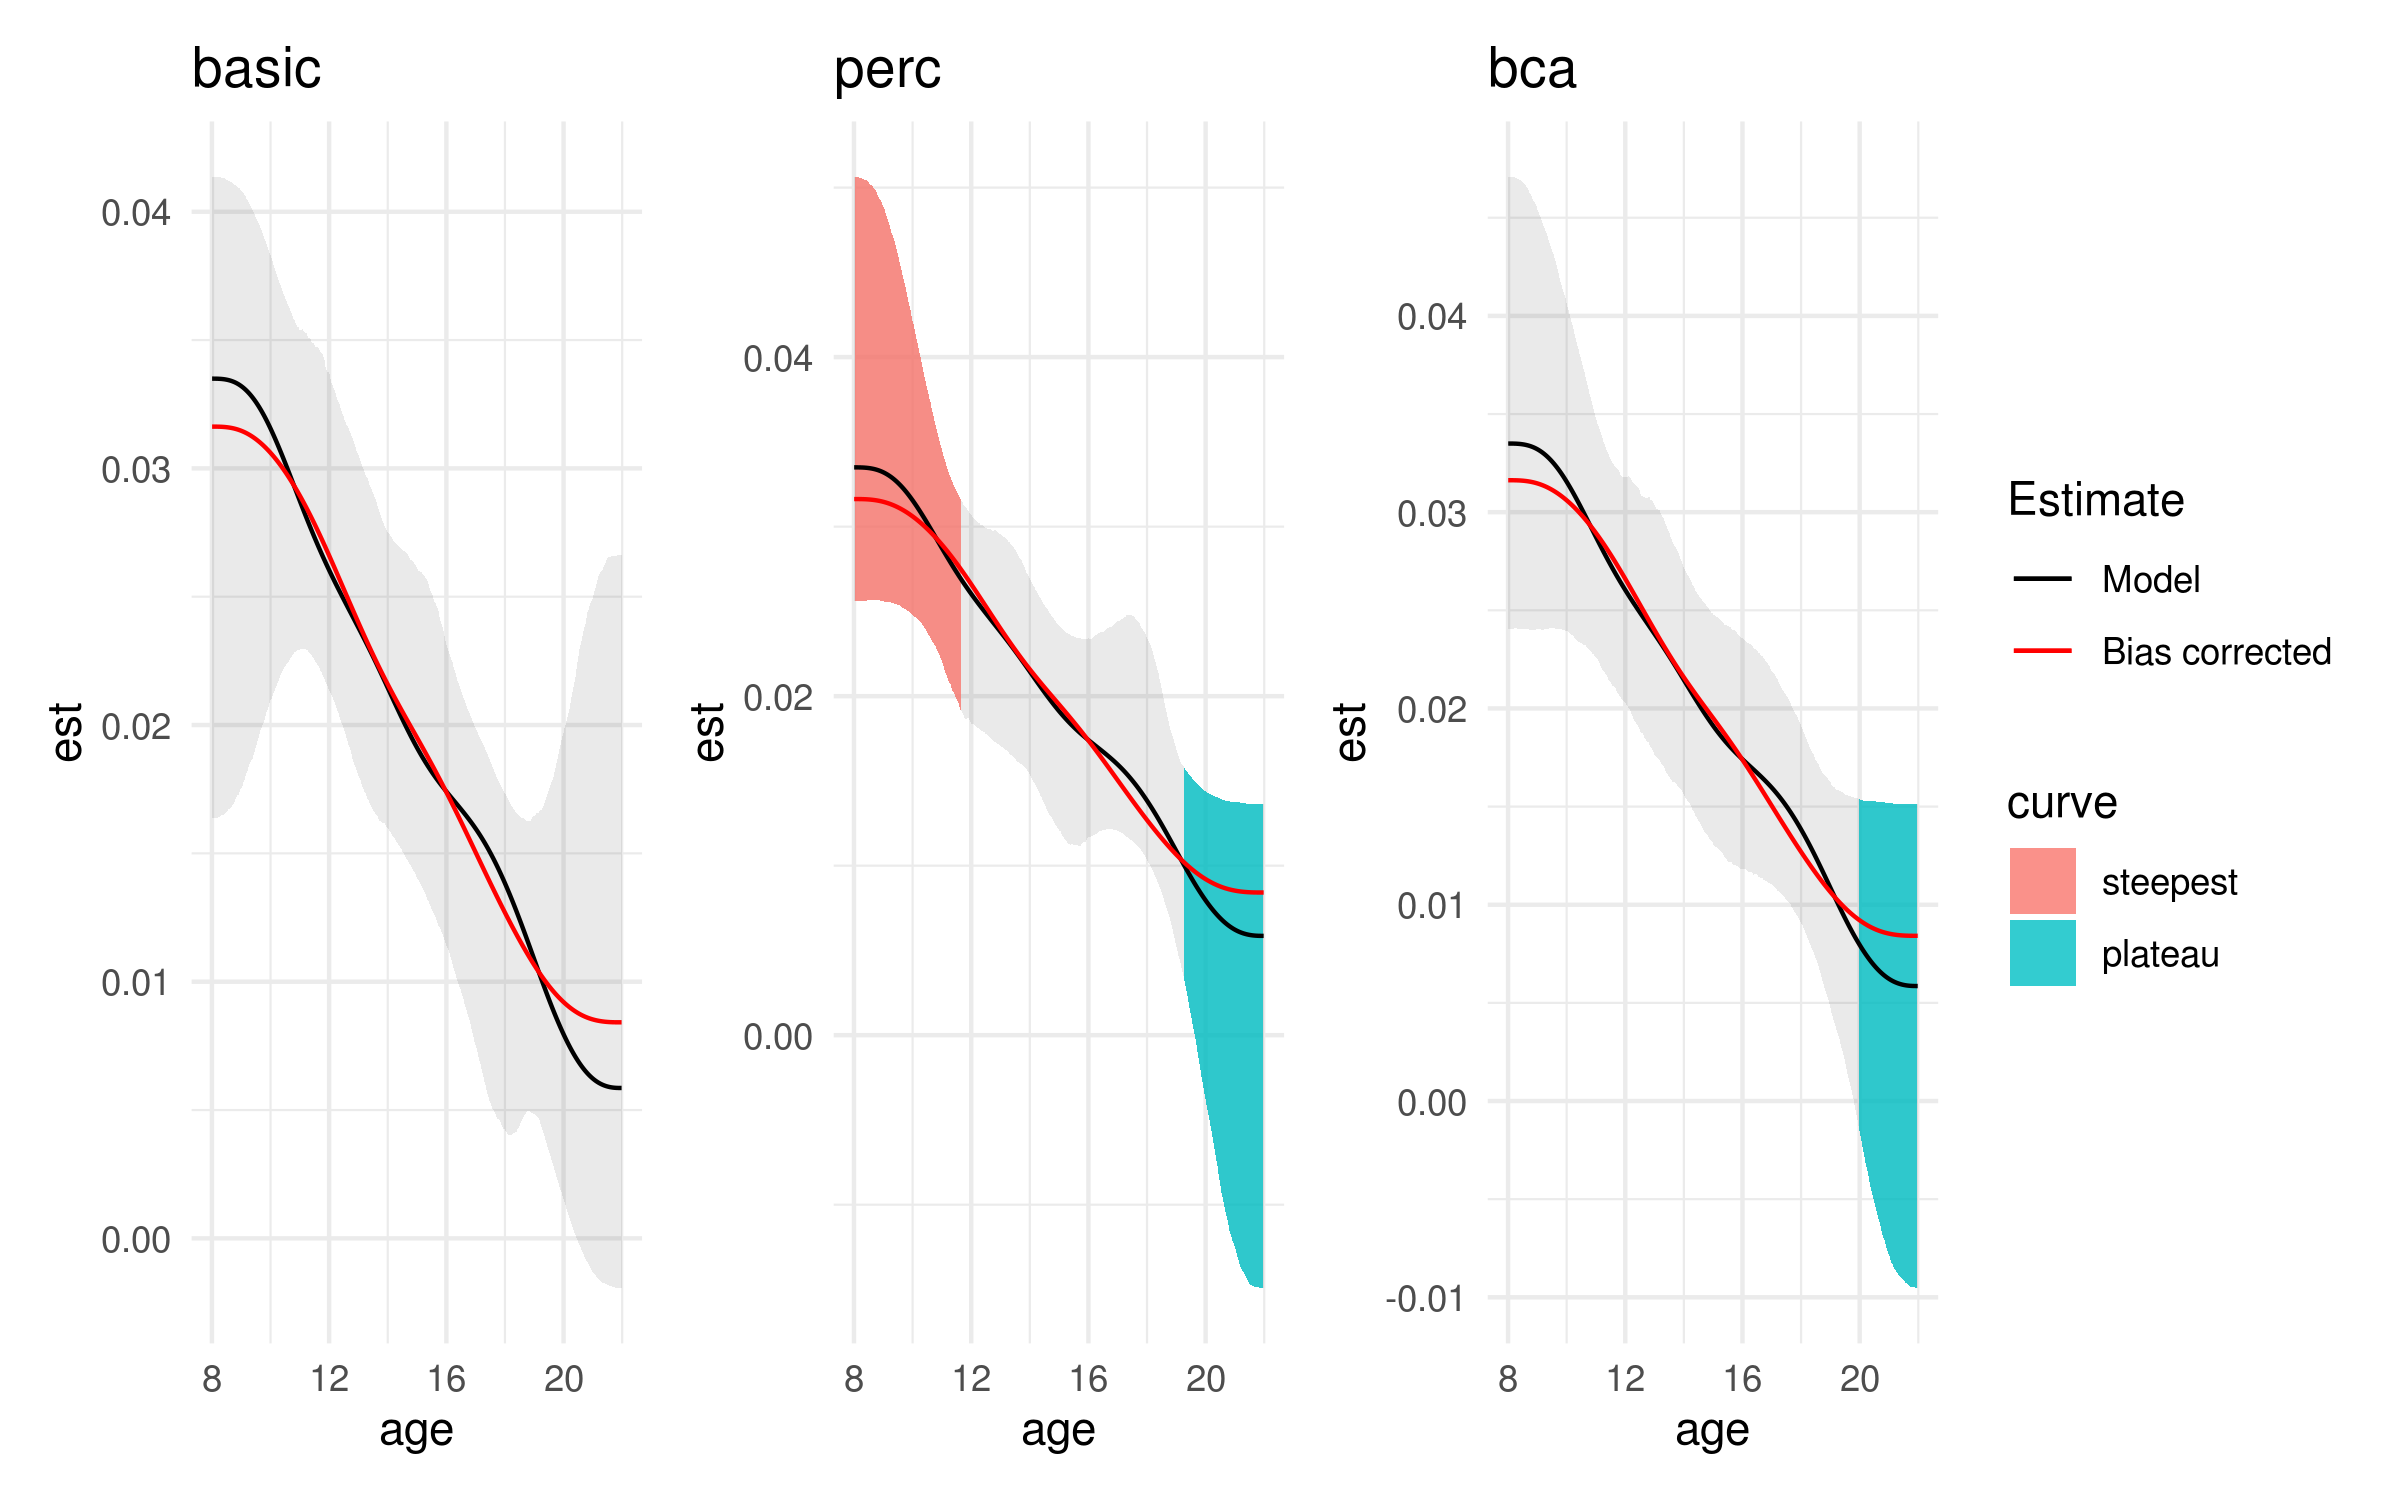 basic
perc
bca
0.04
0.03
0.02
0.01
0.00
est
8 12 16 20
age
0.04
0.02
0.00
est
8 12 16 20
age
0.04
0.03
0.02
0.01
0.00
-0.01
est
8 12 16 20
age
Estimate
Model
Bias corrected
curve
steepest
plateau